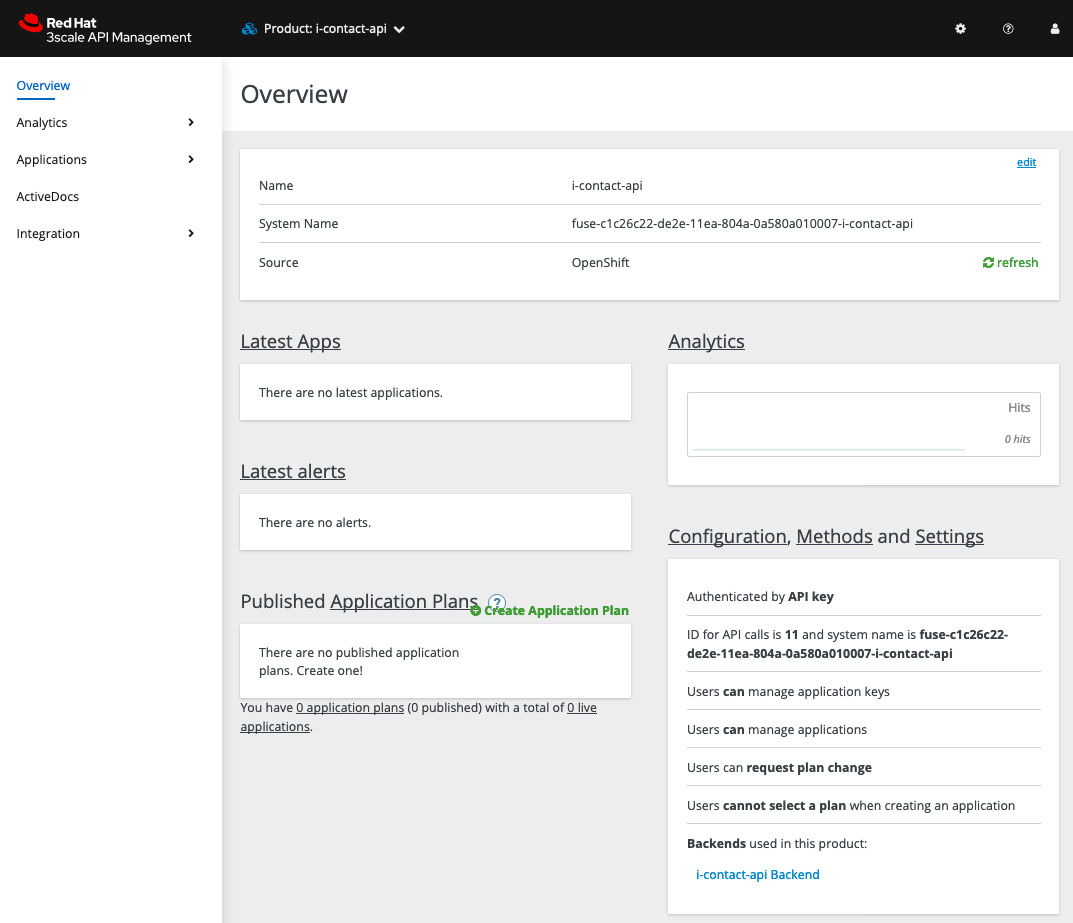 Red Hat
3scale API Management
Product: i-contact-api
Overview
Analytics
Applications
ActiveDocs
Integration
Overview
edit
Name i-contact-api
System Name fuse-c1c26c22-de2e-11ea-804a-0a580a010007-i-contact-api
Source OpenShift refresh
Latest Apps
There are no latest applications.
Latest alerts
There are no alerts.
Published Application Plans ?
Create Application Plan
There are no published application
plans. Create one!
You have 0 application plans (0 published) with a total of 0 live
applications.
Analytics
Hits
0 hits
Configuration, Methods and Settings
Authenticated by API key
ID for API calls is 11 and system name is fuse-c1c26c22-
de2e-11ea-804a-0a580a010007-i-contact-api
Users can manage application keys
Users can manage applications
Users can request plan change
Users cannot select a plan when creating an application
Backends used in this product:
i-contact-api Backend